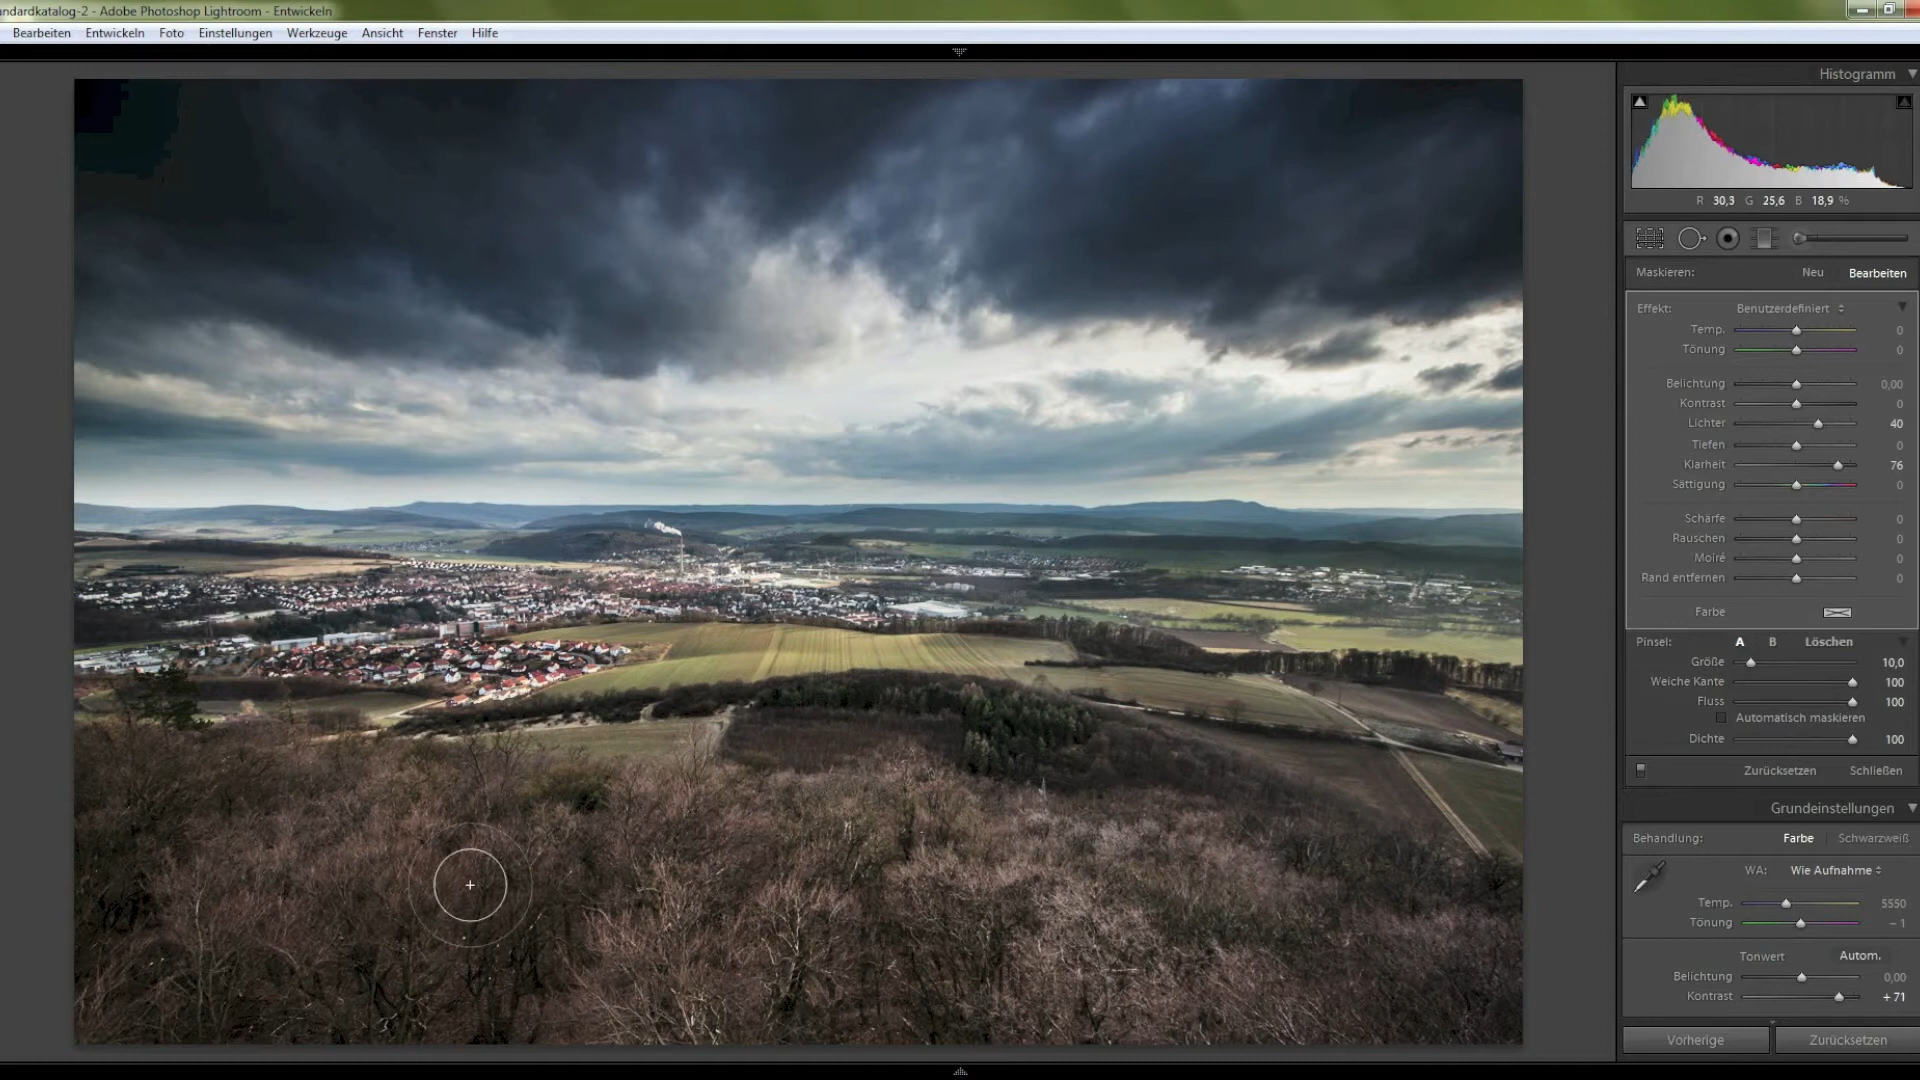 ndardkatalog-2 - Adobe Photoshop Lightroom - Entwickeln
Bearbeiten Entwickeln Foto Einstellungen Werkzeuge Ansicht Fenster Hilfe
Histogramm
R 30,3 G 25,6 B 18,9 %
Maskieren: Neu Bearbeiten
Effekt: Benutzerdefiniert
Temp. 0
Tönung 0
Belichtung 0,00
Kontrast 0
Lichter 40
Tiefen 0
Klarheit 76
Sättigung 0
Schärfe 0
Rauschen 0
Moiré 0
Rand entfernen 0
Farbe
Pinsel: A B Löschen
Größe 10,0
Weiche Kante 100
Fluss 100
Automatisch maskieren
Dichte 100
Zurücksetzen Schließen
Grundeinstellungen
Behandlung: Farbe Schwarzweiß
WA: Wie Aufnahme
Temp. 5550
Tönung – 1
Tonwert Autom.
Belichtung 0,00
Kontrast + 71
Vorherige Zurücksetzen